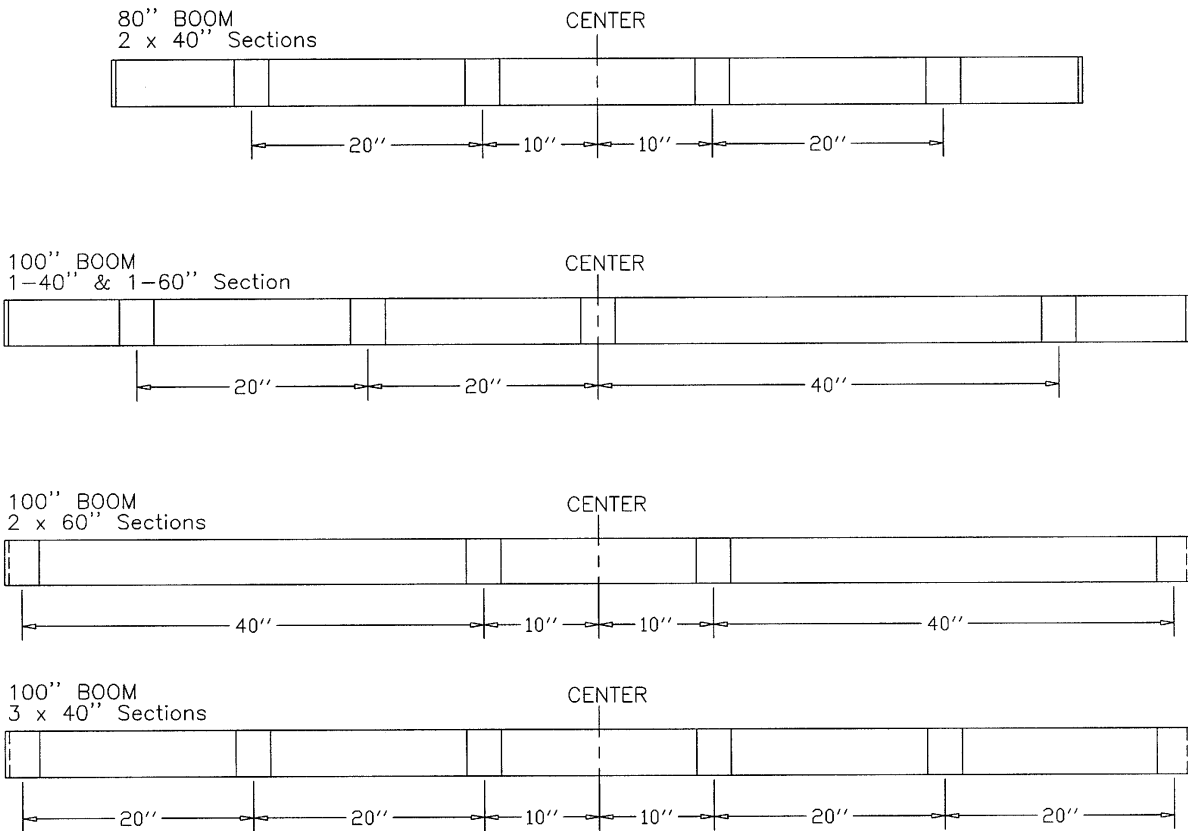 80" BOOM
2 x 40" Sections
CENTER
20" 10" 10" 20"
100" BOOM
1-40" & 1-60" Section
CENTER
20" 20" 40"
100" BOOM
2 x 60" Sections
CENTER
40" 10" 10" 40"
100" BOOM
3 x 40" Sections
CENTER
20" 20" 10" 10" 20" 20"